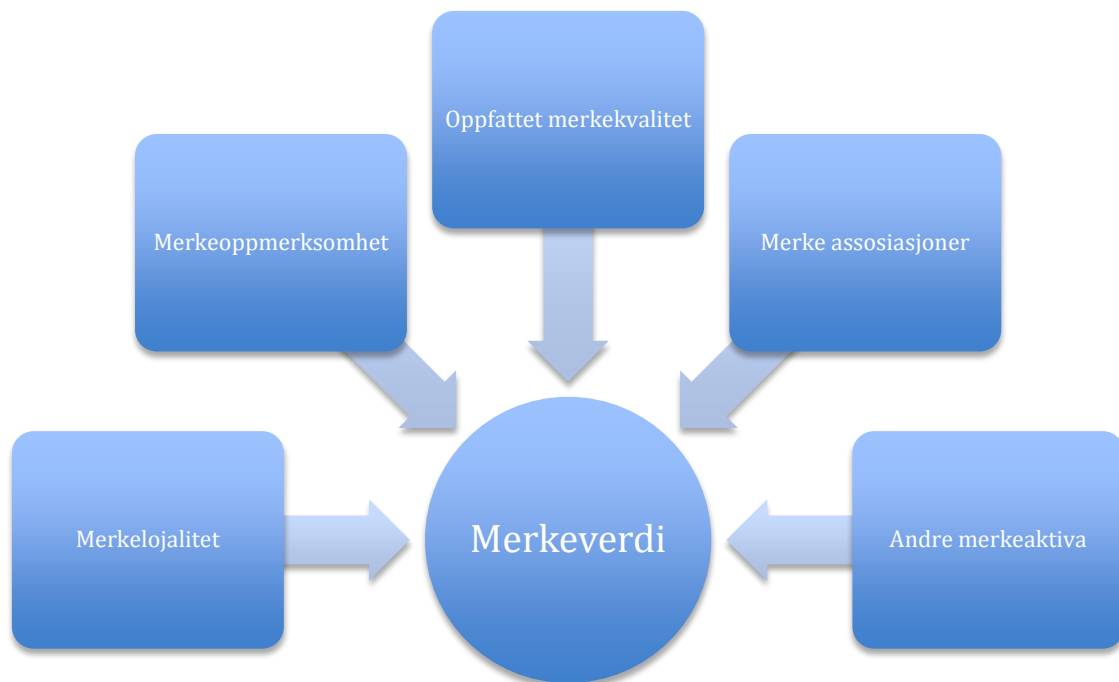 Oppfattet merkekvalitet
Merkeoppmerksomhet
Merke assosiasjoner
Merkelojalitet
Merkeverdi
Andre merkeaktiva